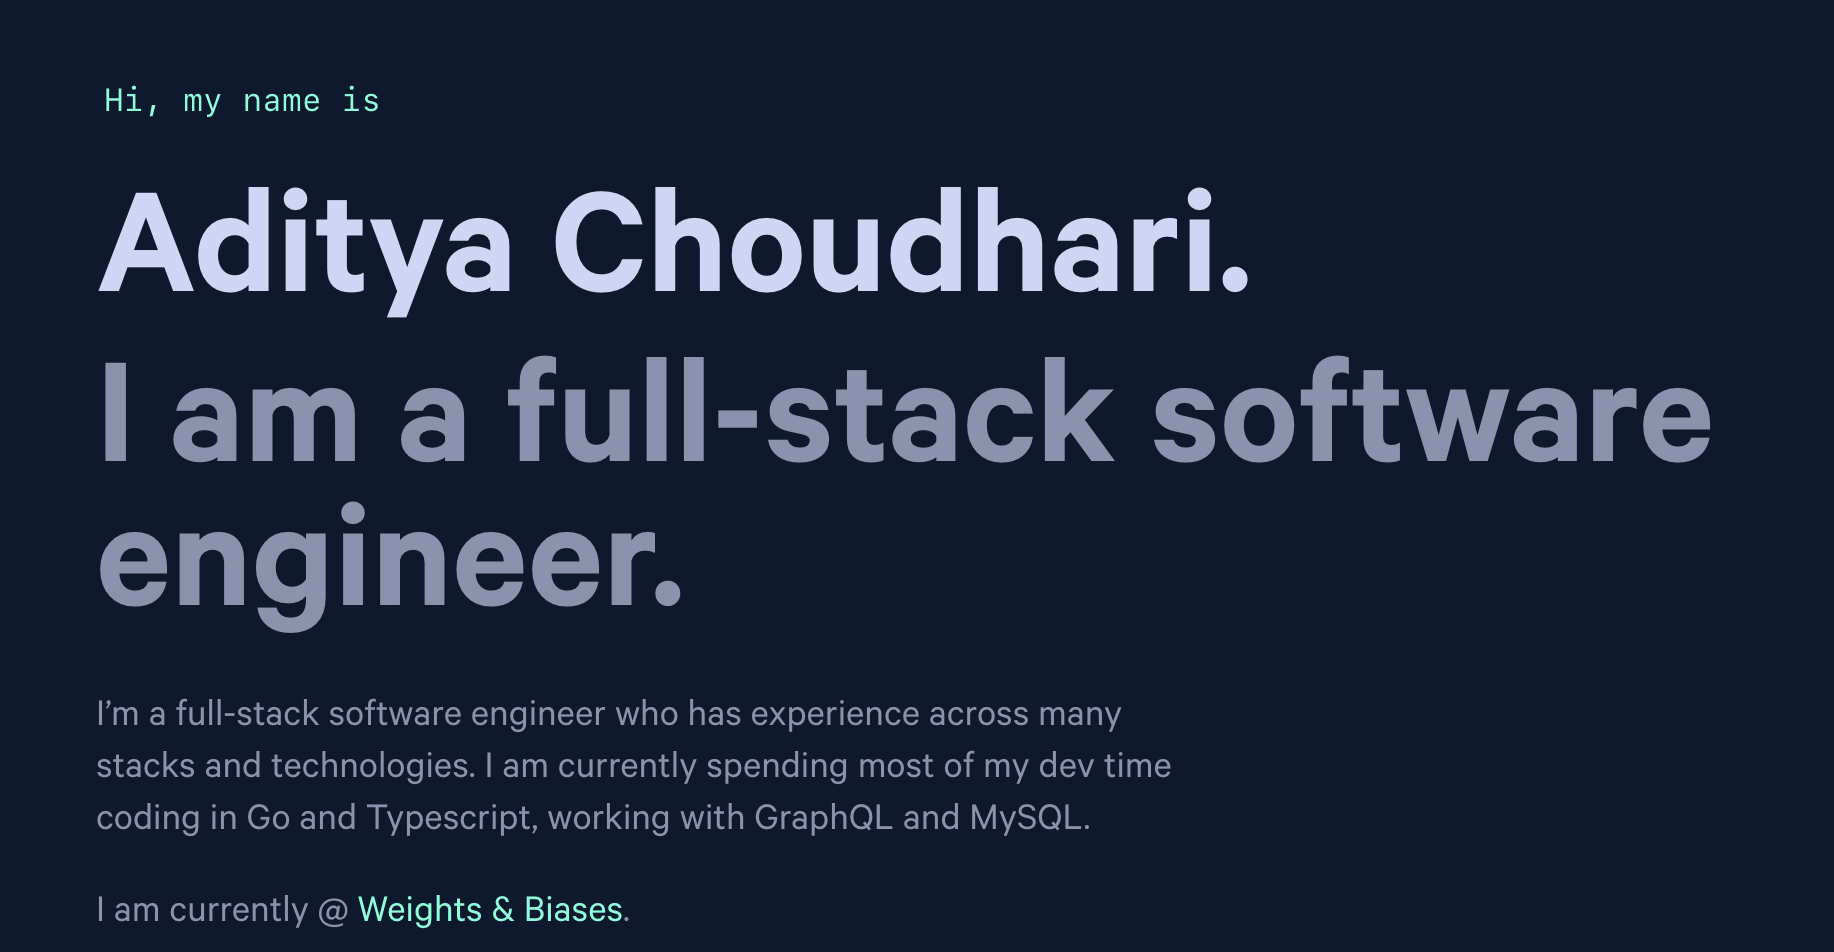 Hi, my name is
Aditya Choudhari.
I am a full-stack software
engineer.
I’m a full-stack software engineer who has experience across many
stacks and technologies. I am currently spending most of my dev time
coding in Go and Typescript, working with GraphQL and MySQL.
I am currently @ Weights & Biases.